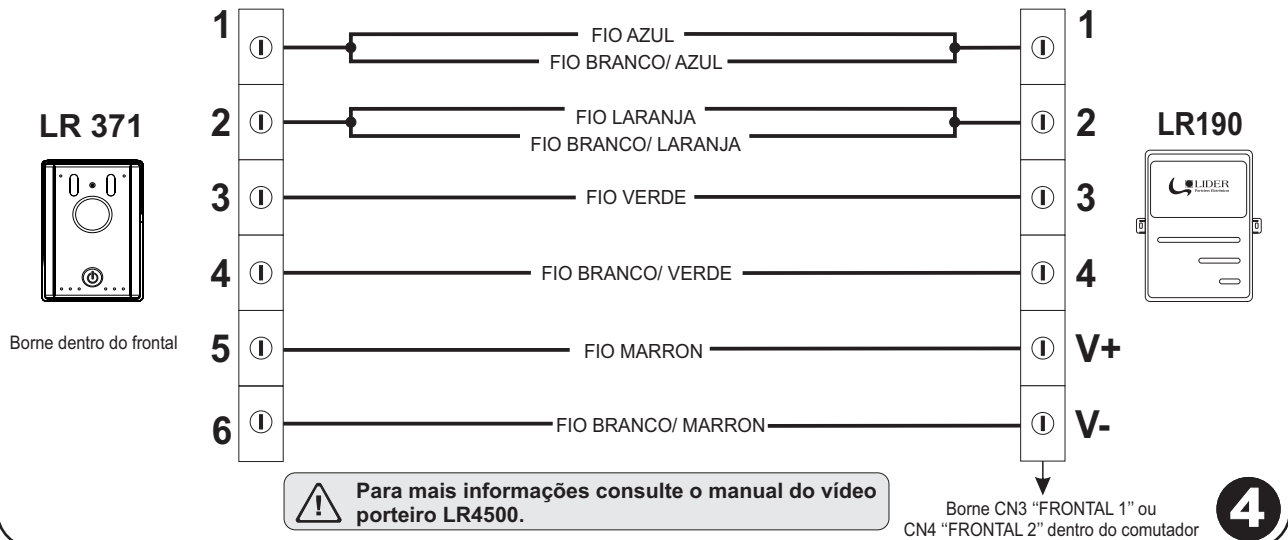 1 FIO AZUL 1
FIO BRANCO/ AZUL
LR 371
2 FIO LARANJA 2
FIO BRANCO/ LARANJA
LR190
LIDER
Porteiros Eletrônicos
3 FIO VERDE 3
4 FIO BRANCO/ VERDE 4
Borne dentro do frontal
5 FIO MARRON V+
6 FIO BRANCO/ MARRON V-
Para mais informações consulte o manual do vídeo
porteiro LR4500.
Borne CN3 “FRONTAL 1” ou
CN4 “FRONTAL 2” dentro do comutador
4